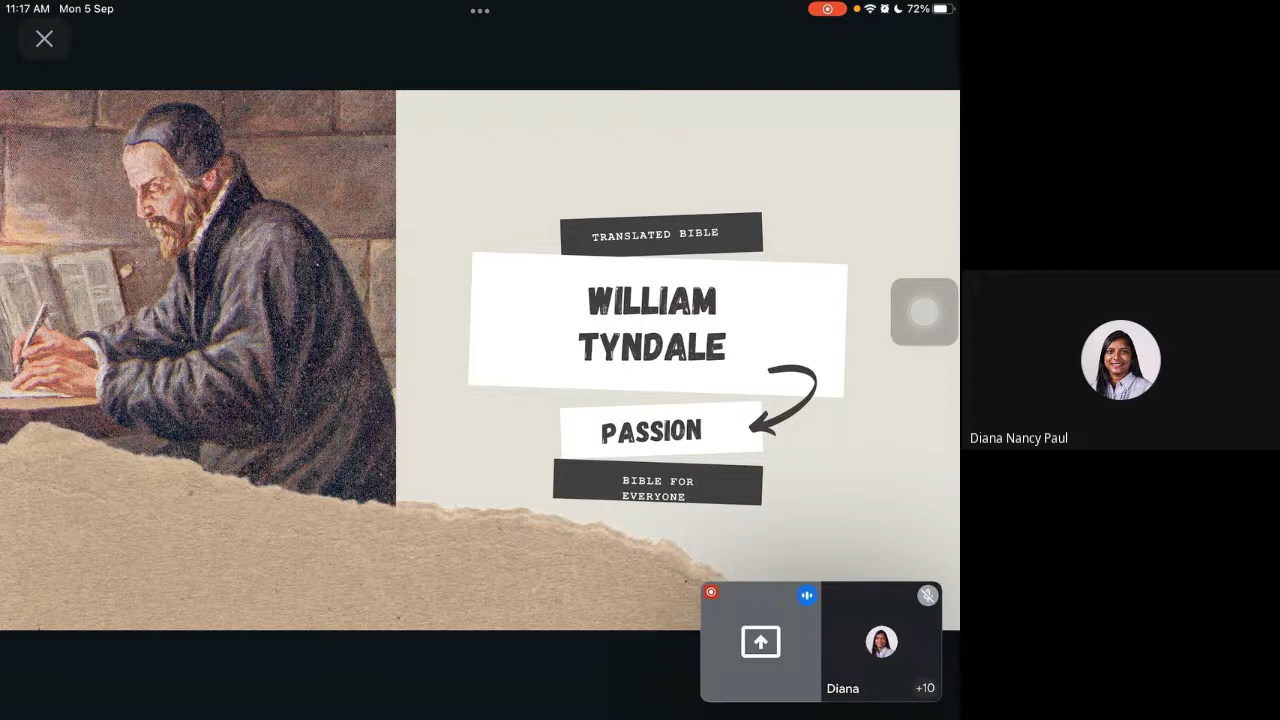 11:17 AM Mon 5 Sep
72%
TRANSLATED BIBLE
WILLIAM
TYNDALE
PASSION
BIBLE FOR
EVERYONE
Diana Nancy Paul
Diana
+10